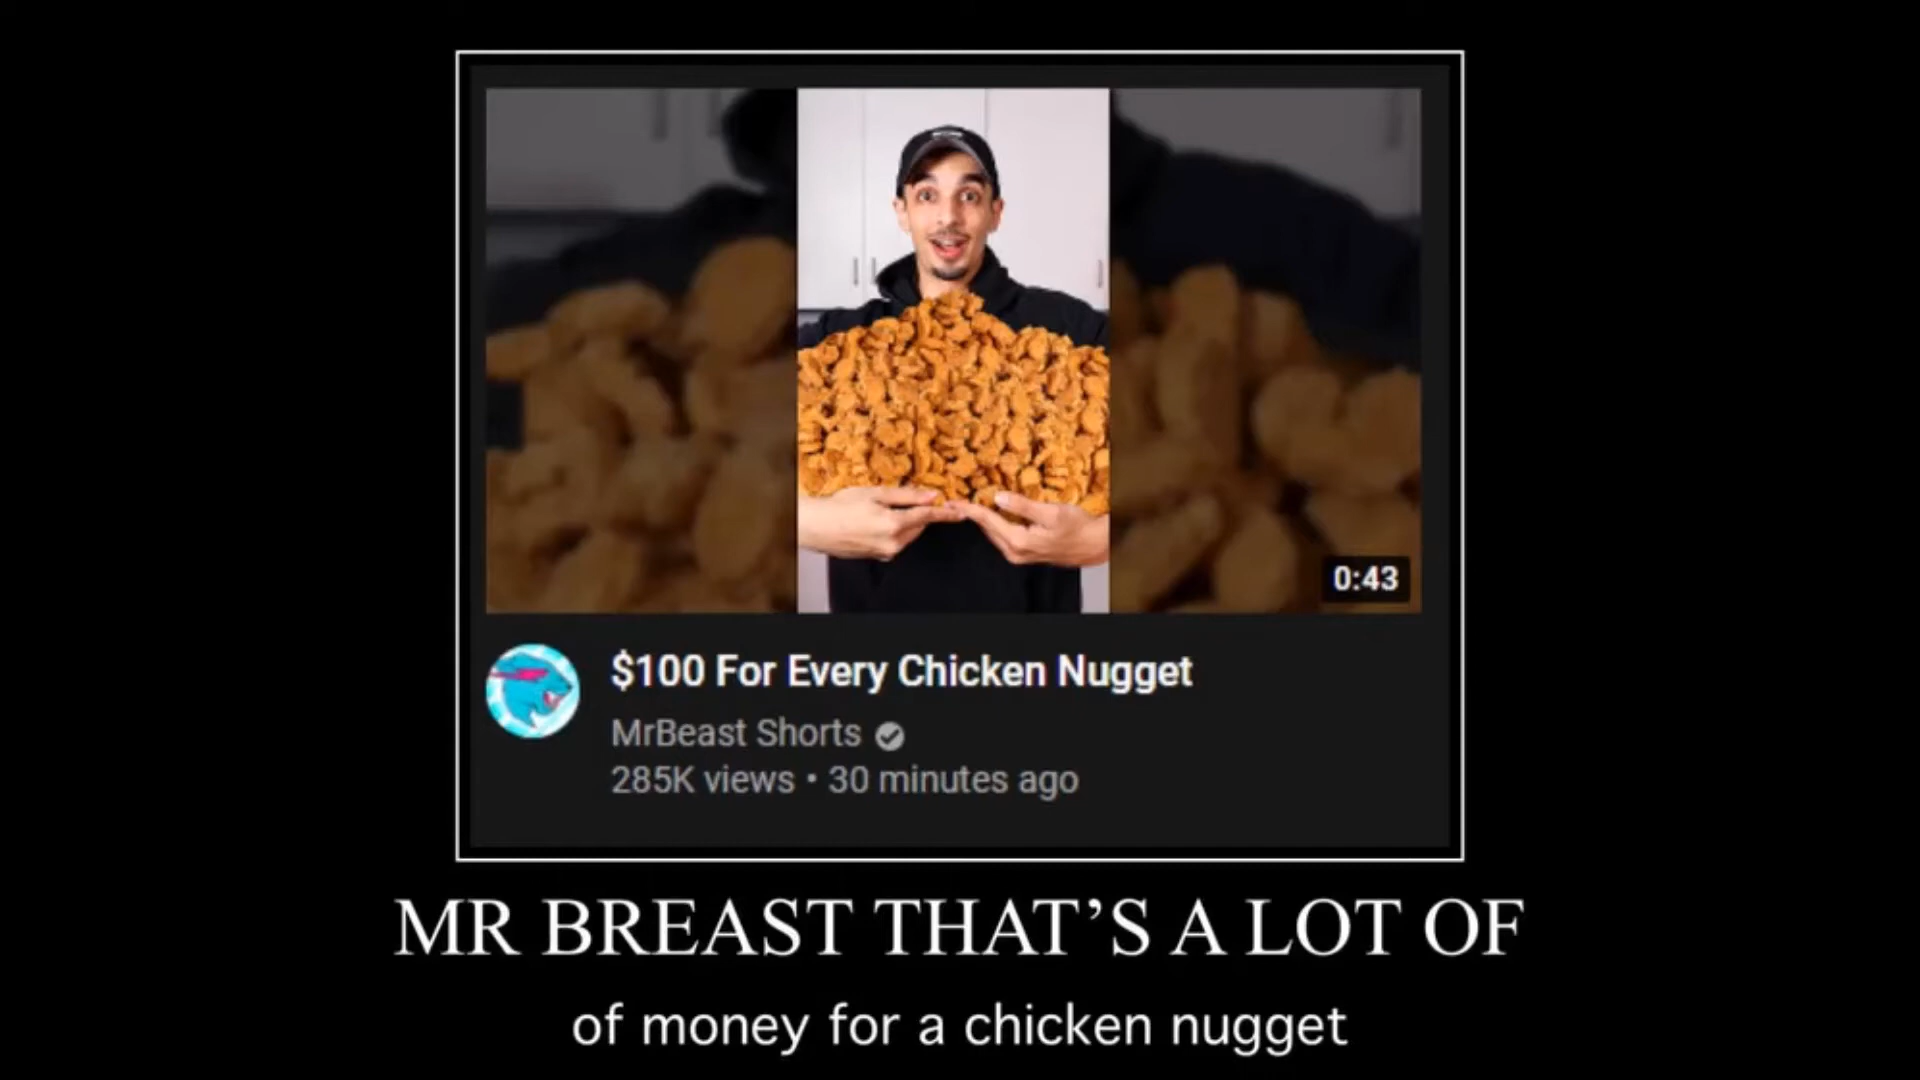 0:43
$100 For Every Chicken Nugget
MrBeast Shorts
285K views • 30 minutes ago
MR BREAST THAT’S A LOT OF
of money for a chicken nugget